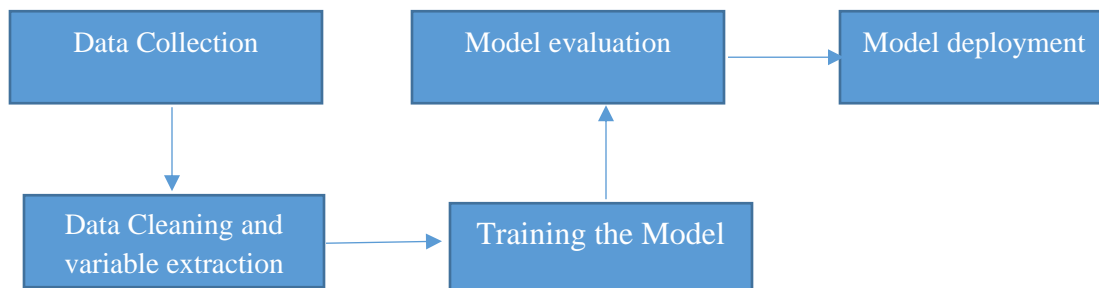 Data Collection
Model evaluation
Model deployment
Data Cleaning and
variable extraction
Training the Model